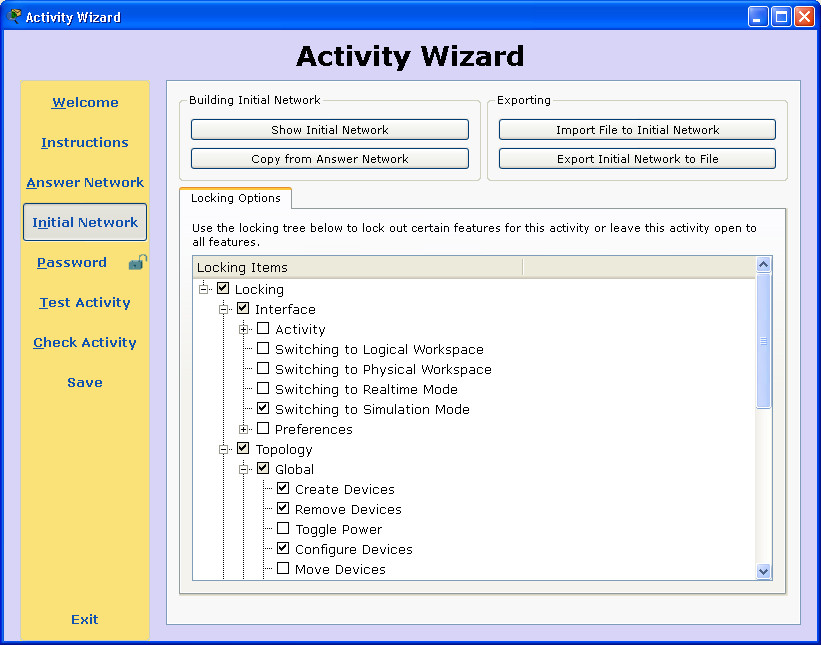 Activity Wizard
Activity Wizard
Welcome
Instructions
Answer Network
Initial Network
Password
Test Activity
Check Activity
Save
Exit
Building Initial Network
Show Initial Network
Copy from Answer Network
Exporting
Import File to Initial Network
Export Initial Network to File
Locking Options
Use the locking tree below to lock out certain features for this activity or leave this activity open to
all features.
Locking Items
Locking
Interface
Activity
Switching to Logical Workspace
Switching to Physical Workspace
Switching to Realtime Mode
Switching to Simulation Mode
Preferences
Topology
Global
Create Devices
Remove Devices
Toggle Power
Configure Devices
Move Devices